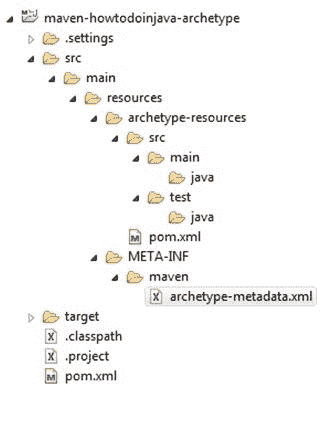 maven-howtodoinjava-archetype
.settings
src
main
resources
archetype-resources
src
main
java
test
java
pom.xml
META-INF
maven
archetype-metadata.xml
target
.classpath
.project
pom.xml